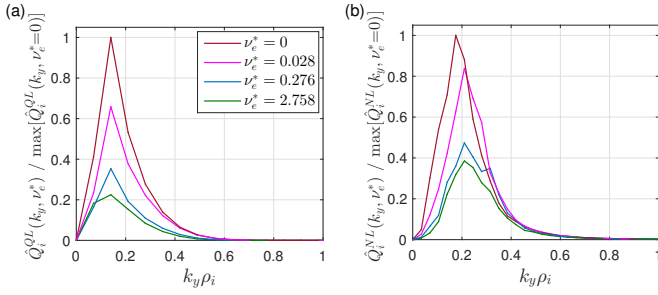 (a)
Q̂_i^{QL}(k_y, ν_e^*) / max[Q̂_i^{QL}(k_y, ν_e^*=0)]
1
0.8
0.6
0.4
0.2
0
ν_e^* = 0
ν_e^* = 0.028
ν_e^* = 0.276
ν_e^* = 2.758
0 0.2 0.4 0.6 0.8 1
k_yρ_i
(b)
Q̂_i^{NL}(k_y, ν_e^*) / max[Q̂_i^{NL}(k_y, ν_e^*=0)]
1
0.8
0.6
0.4
0.2
0
0 0.2 0.4 0.6 0.8 1
k_yρ_i